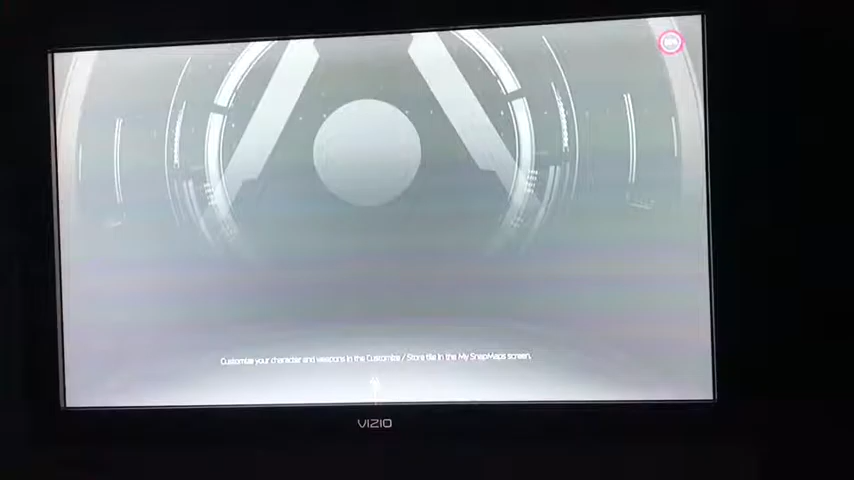 Customize your character and weapons in the Customize / Store tile in the My SnapMaps screen.
VIZIO